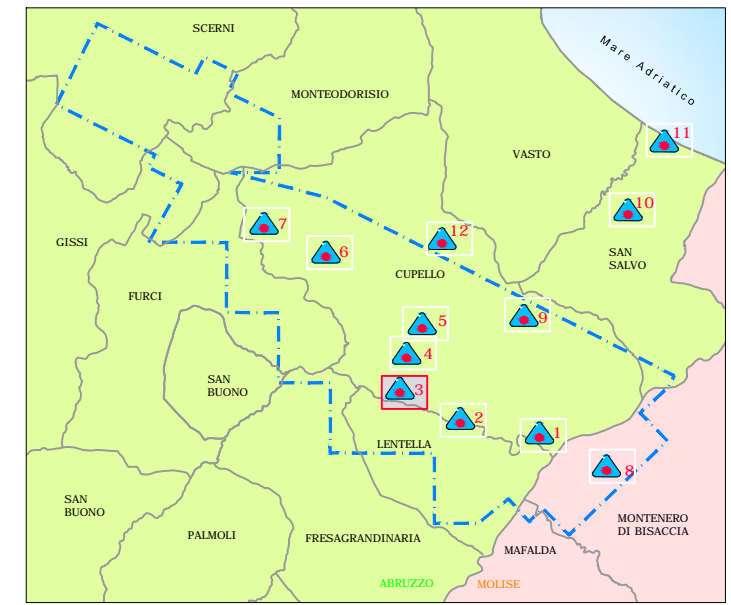 SCERNI
Mare Adriatico
MONTEODORISIO
11
VASTO
10
7
12
GISSI
6
SAN
SALVO
CUPELLO
FURCI
5
9
4
SAN
BUONO
3
2
1
LENTELLA
8
SAN
BUONO
MONTENERO
DI BISACCIA
PALMOLI
FRESAGRANDINARIA
MAFALDA
ABRUZZO
MOLISE